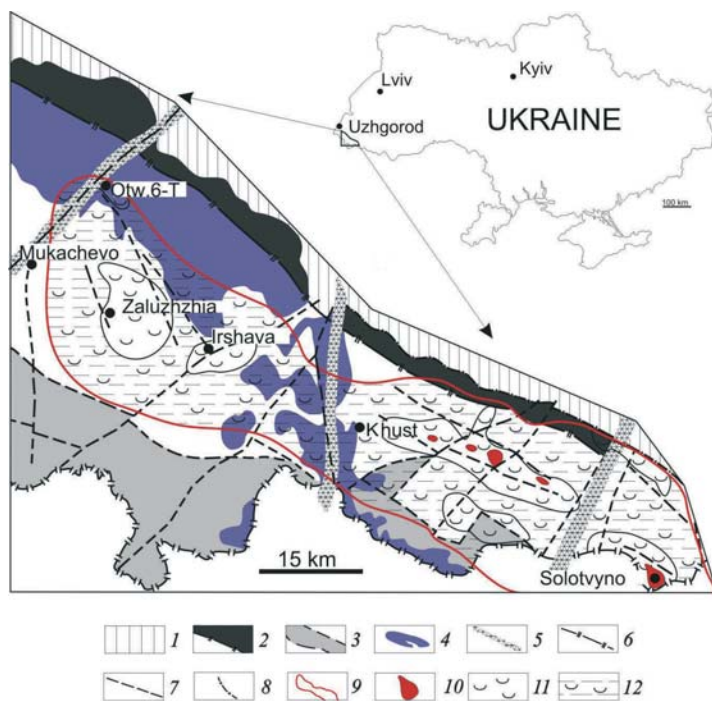 Lviv
Kyiv
Uzhgorod
UKRAINE
100 km
Otw.6-T
Mukachevo
Zaluzhzhia
Irshava
Khust
15 km
Solotvyno
1 2 3 4 5 6
7 8 9 10 11 12